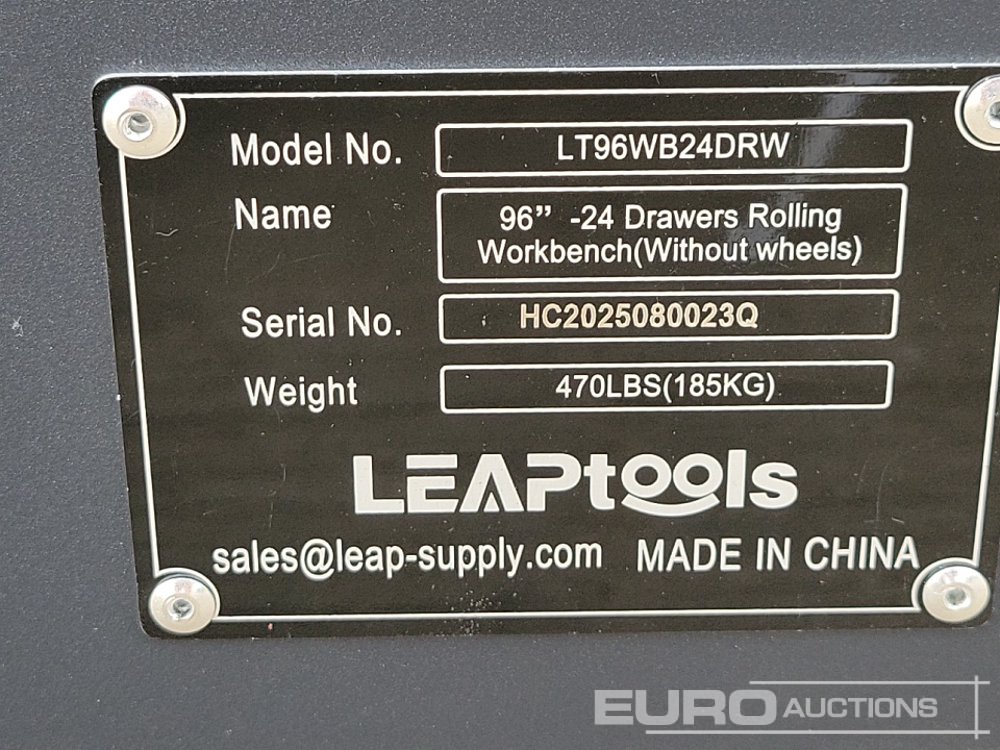 Model No. LT96WB24DRW
Name 96” -24 Drawers Rolling
Workbench(Without wheels)
Serial No. HC2025080023Q
Weight 470LBS(185KG)
LEAPtools
sales@leap-supply.com MADE IN CHINA
EURO AUCTIONS